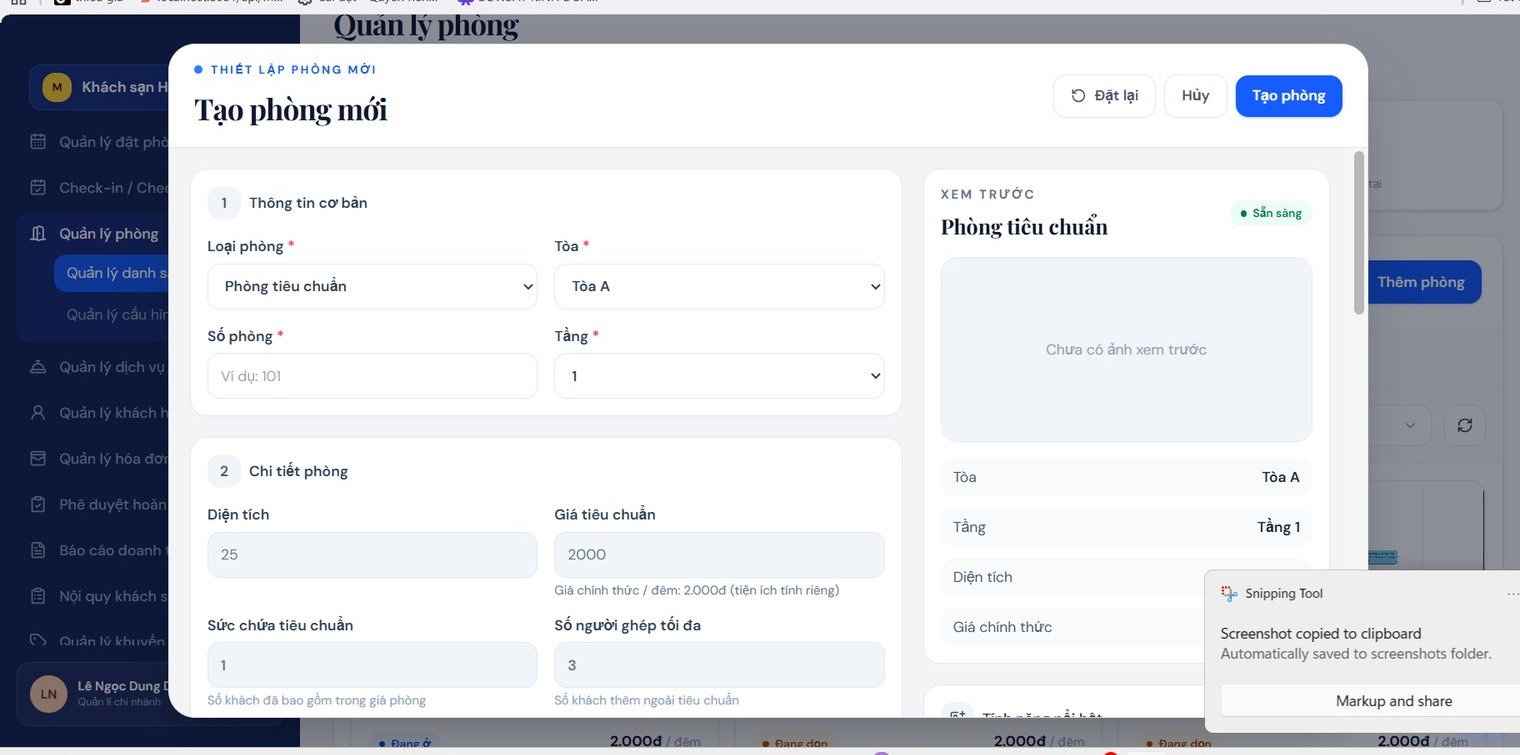 Quản lý phòng
M
Khách sạn H
Quản lý đặt phò
Check-in / Chec
Quản lý phòng
Quản lý danh s
Quản lý cấu hìn
Quản lý dịch vụ
Quản lý khách h
Quản lý hóa đơn
Phê duyệt hoàn
Báo cáo doanh t
Nội quy khách s
Quản lý khuyến
LN
Lê Ngọc Dung D
Quản lí chi nhánh
THIẾT LẬP PHÒNG MỚI
Tạo phòng mới
Đặt lại
Hủy
Tạo phòng
1
Thông tin cơ bản
Loại phòng *
Tòa *
Phòng tiêu chuẩn
Tòa A
Số phòng *
Tầng *
Ví dụ: 101
1
2
Chi tiết phòng
Diện tích
Giá tiêu chuẩn
25
2000
Giá chính thức / đêm: 2.000đ (tiện ích tính riêng)
Sức chứa tiêu chuẩn
Số người ghép tối đa
1
3
Số khách đã bao gồm trong giá phòng
Số khách thêm ngoài tiêu chuẩn
XEM TRƯỚC
Phòng tiêu chuẩn
Sẵn sàng
Chưa có ảnh xem trước
Tòa
Tòa A
Tầng
Tầng 1
Diện tích
Giá chính thức
tai
Thêm phòng
Snipping Tool
...
Screenshot copied to clipboard
Automatically saved to screenshots folder.
Markup and share
Đang ở
2.000đ / đêm
Đang dọn
2.000đ / đêm
Đang dọn
2.000đ / đêm